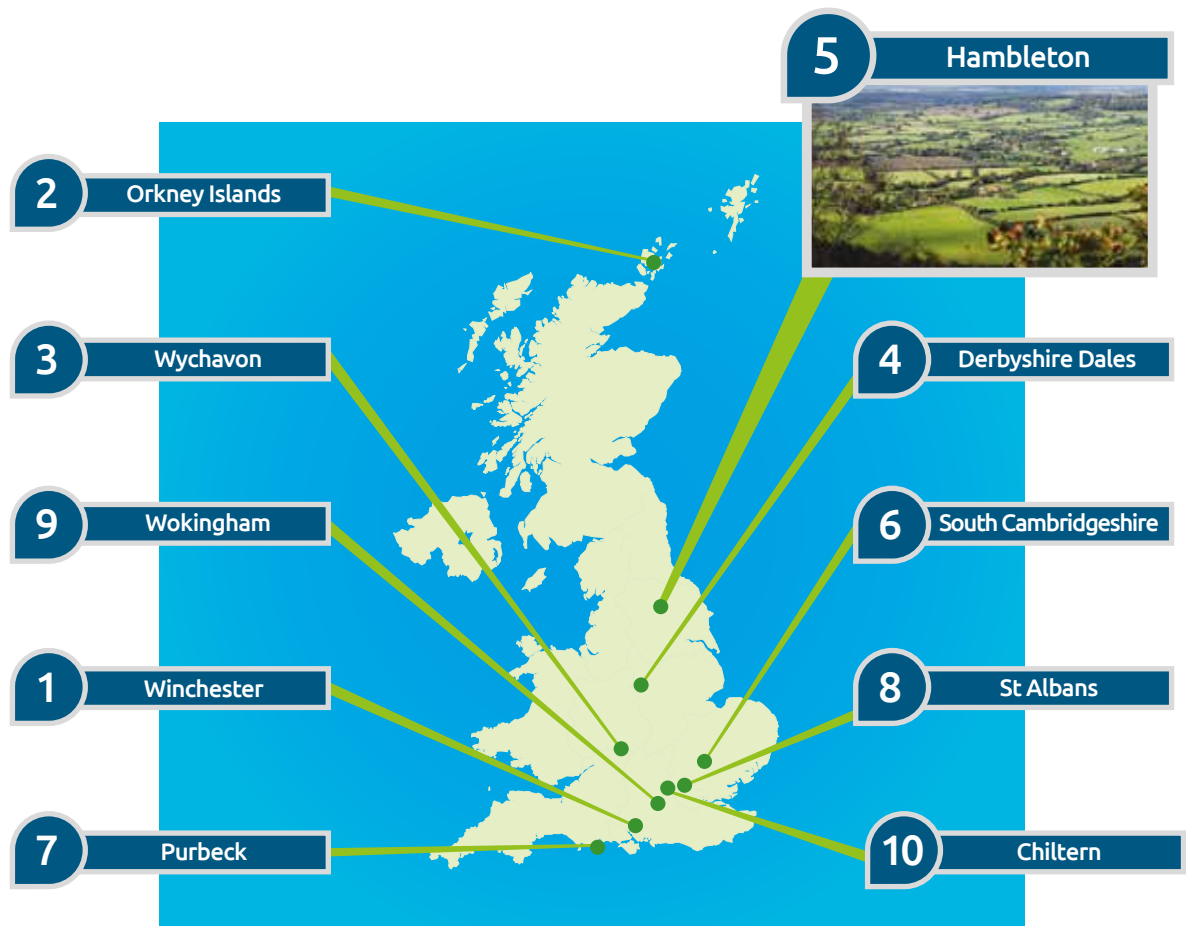 5 Hambleton
2 Orkney Islands
3 Wychavon
4 Derbyshire Dales
9 Wokingham
6 South Cambridgeshire
1 Winchester
8 St Albans
7 Purbeck
10 Chiltern